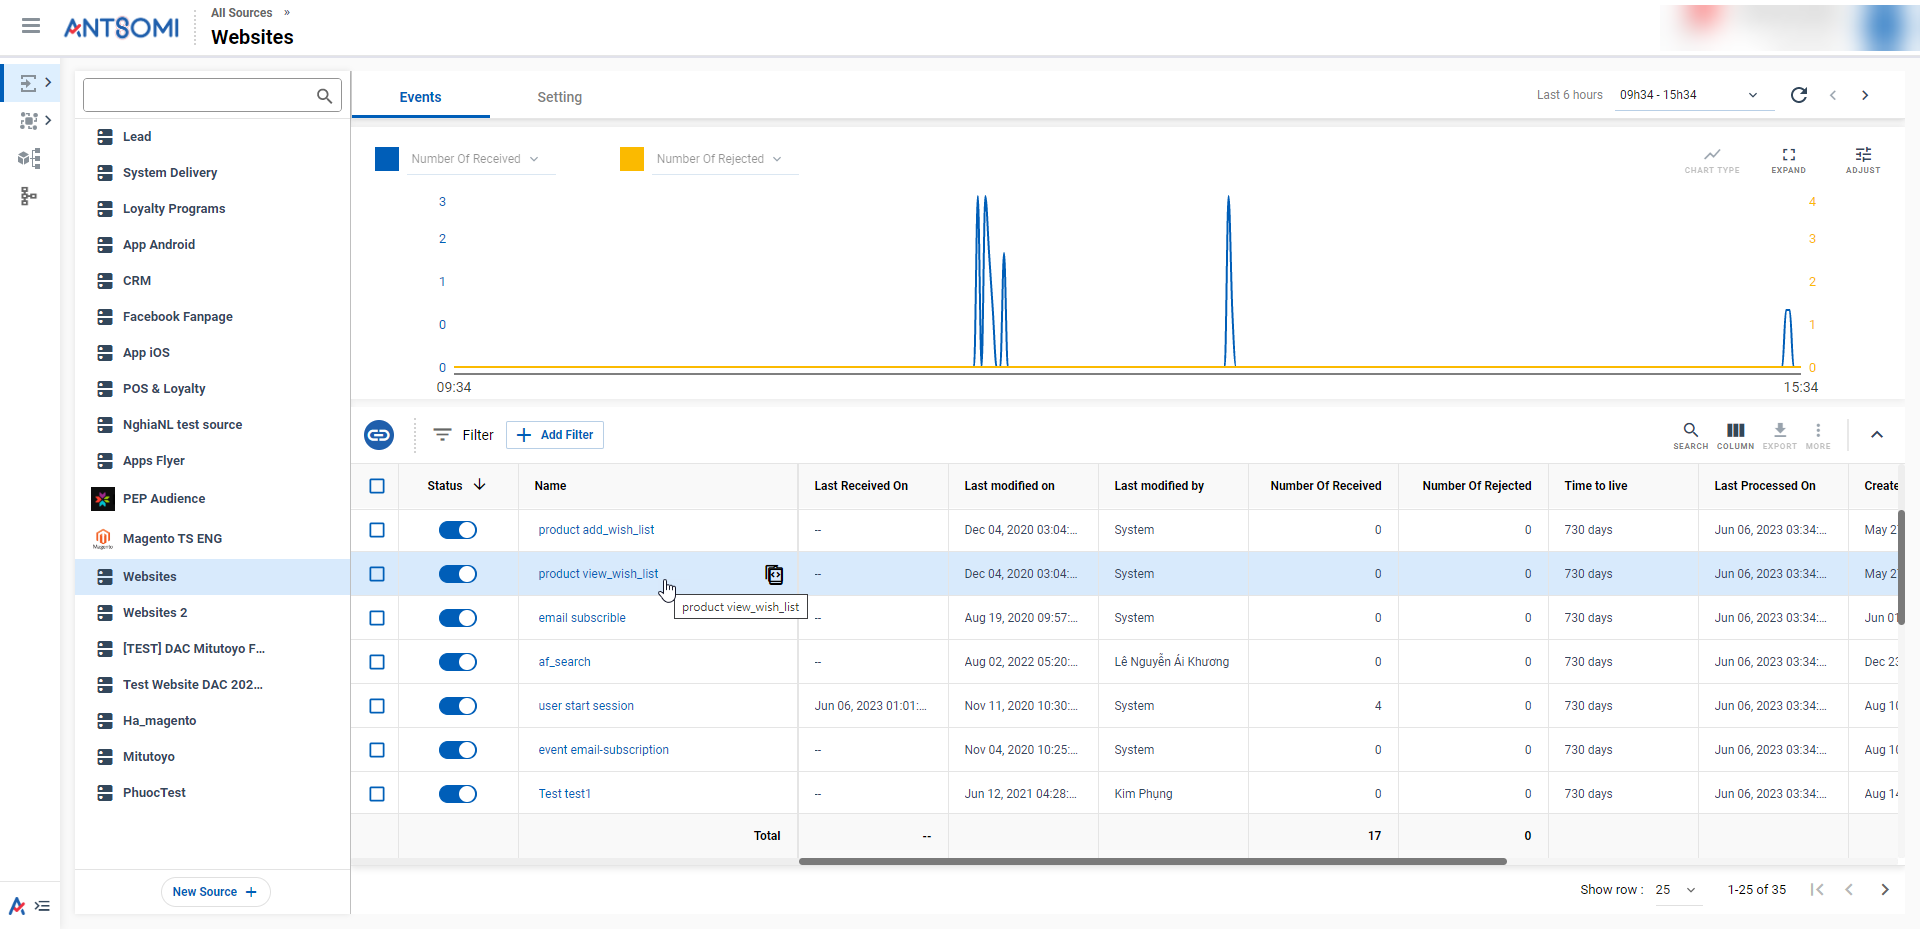 ANTSOMI
All Sources »
Websites
Lead
System Delivery
Loyalty Programs
App Android
CRM
Facebook Fanpage
App iOS
POS & Loyalty
NghiaNL test source
Apps Flyer
PEP Audience
Magento TS ENG
Websites
Websites 2
[TEST] DAC Mitutoyo F...
Test Website DAC 202...
Ha_magento
Mitutoyo
PhuocTest
New Source +
Events Setting Last 6 hours 09h34 - 15h34
Number Of Received Number Of Rejected CHART TYPE EXPAND ADJUST
3 4
2 3
1 2
0 1
0 0
09:34 15:34
Filter + Add Filter SEARCH COLUMN EXPORT MORE
Status Name Last Received On Last modified on Last modified by Number Of Received Number Of Rejected Time to live Last Processed On Create
product add_wish_list -- Dec 04, 2020 03:04:... System 0 0 730 days Jun 06, 2023 03:34:... May 2
product view_wish_list -- Dec 04, 2020 03:04:... System 0 0 730 days Jun 06, 2023 03:34:... May 2
product view_wish_list
email subscrible -- Aug 19, 2020 09:57:... System 0 0 730 days Jun 06, 2023 03:34:... Jun 01
af_search -- Aug 02, 2022 05:20:... Lê Nguyễn Ái Khương 0 0 730 days Jun 06, 2023 03:34:... Dec 23
user start session Jun 06, 2023 01:01:... Nov 11, 2020 10:30:... System 4 0 730 days Jun 06, 2023 03:34:... Aug 10
event email-subscription -- Nov 04, 2020 10:25:... System 0 0 730 days Jun 06, 2023 03:34:... Aug 10
Test test1 -- Jun 12, 2021 04:28:... Kim Phụng 0 0 730 days Jun 06, 2023 03:34:... Aug 14
Total -- 17 0
Show row : 25 1-25 of 35